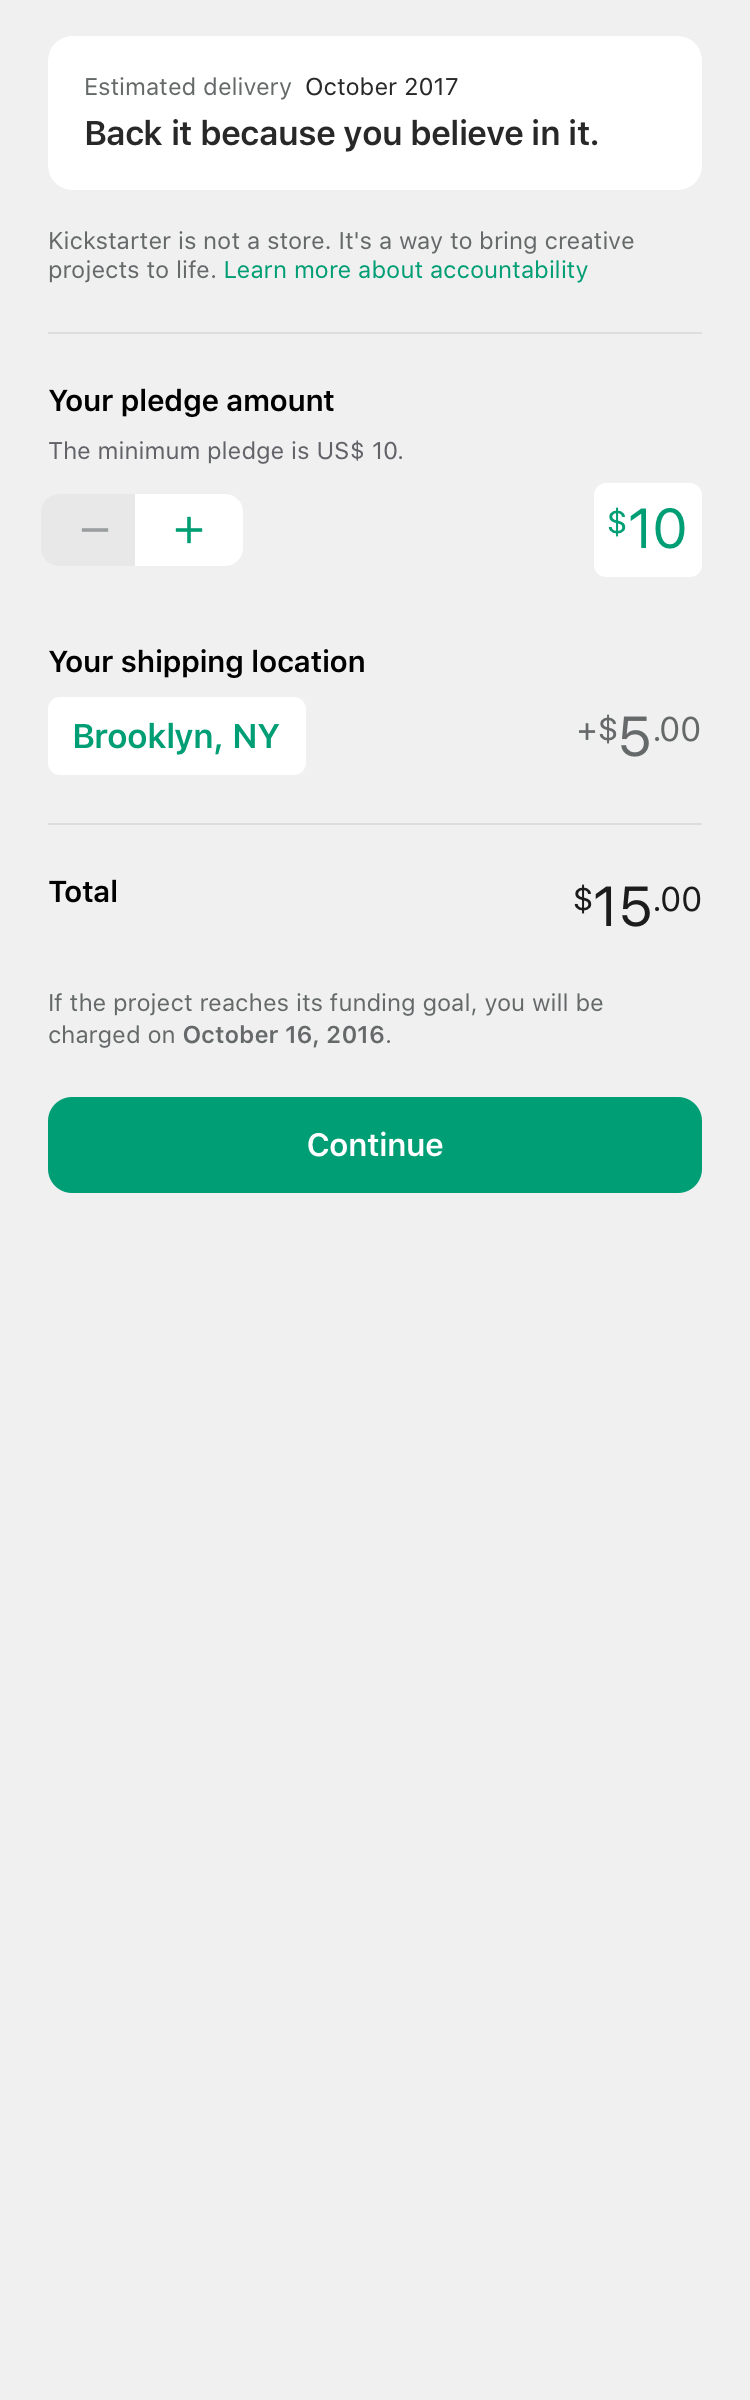 Estimated delivery October 2017
Back it because you believe in it.
Kickstarter is not a store. It's a way to bring creative
projects to life. Learn more about accountability
Your pledge amount
The minimum pledge is US$ 10.
− + $10
Your shipping location
Brooklyn, NY +$5.00
Total $15.00
If the project reaches its funding goal, you will be
charged on October 16, 2016.
Continue